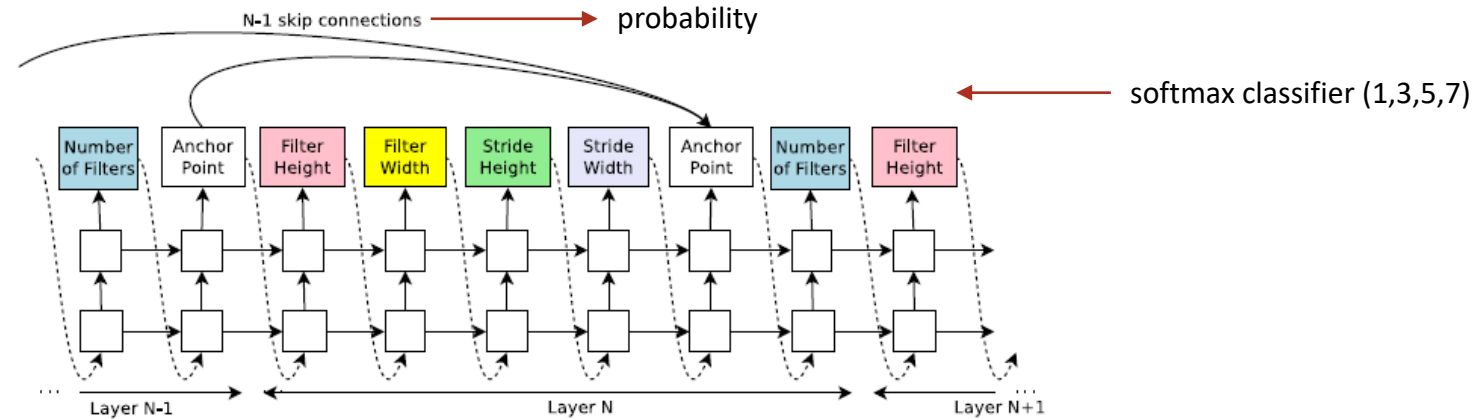 N-1 skip connections
probability
softmax classifier (1,3,5,7)
Number
of Filters
Anchor
Point
Filter
Height
Filter
Width
Stride
Height
Stride
Width
Anchor
Point
Number
of Filters
Filter
Height
...
Layer N-1
Layer N
Layer N+1
...